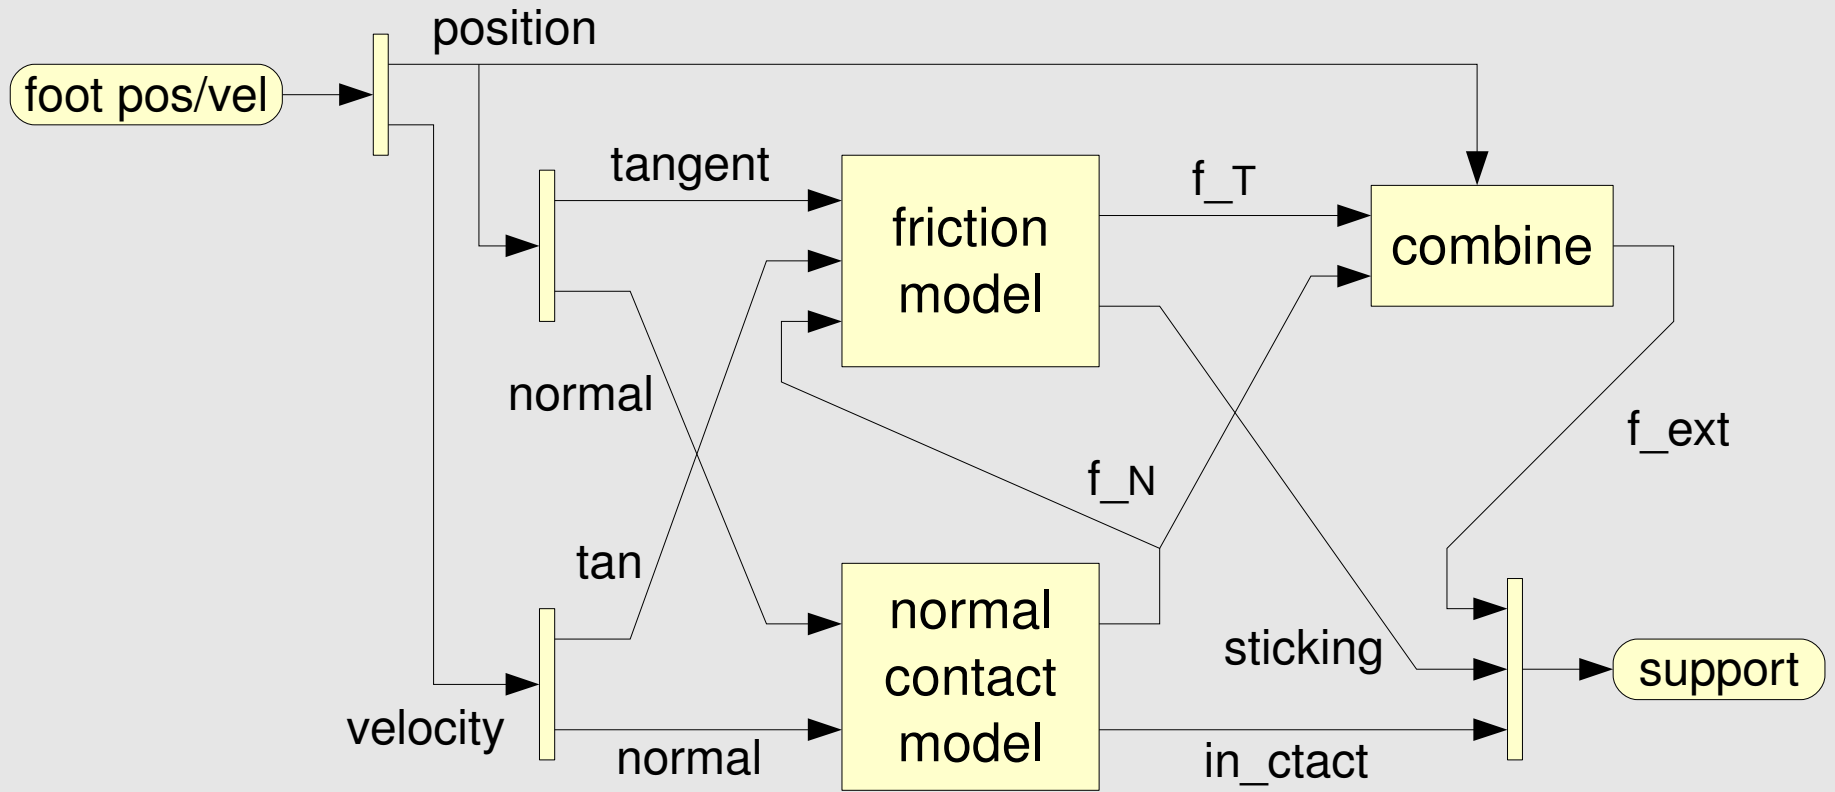 position
foot pos/vel
tangent
f_T
friction
model
combine
normal
f_ext
f_N
tan
normal
contact
model
sticking
support
velocity
normal
in_ctact